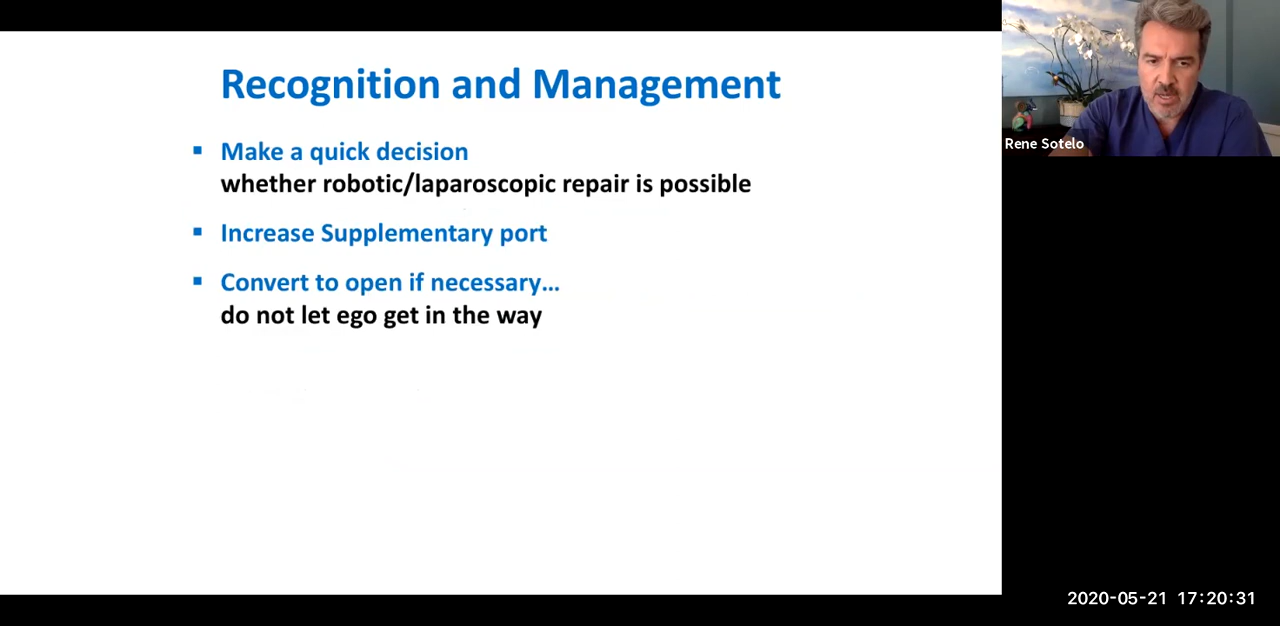 Recognition and Management
▪ Make a quick decision
whether robotic/laparoscopic repair is possible
▪ Increase Supplementary port
▪ Convert to open if necessary...
do not let ego get in the way
Rene Sotelo
2020-05-21 17:20:31